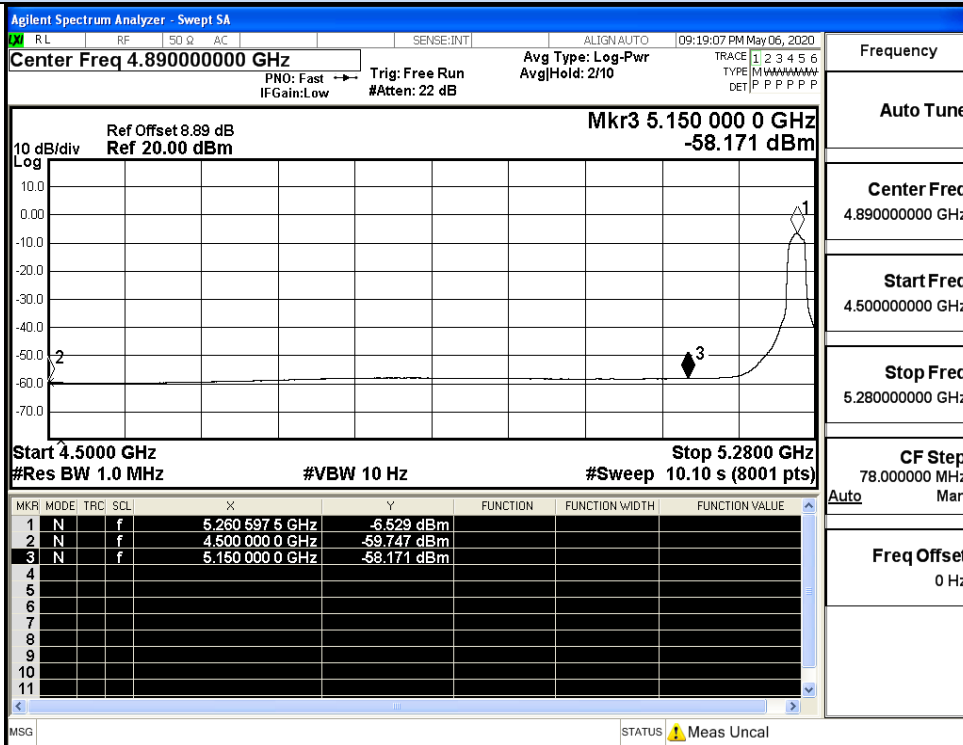 Agilent Spectrum Analyzer - Swept SA
LXI RL RF 50 Ω AC SENSE:INT ALIGN AUTO 09:19:07 PM May 06, 2020
Center Freq 4.890000000 GHz
PNO: Fast
IFGain:Low
Trig: Free Run
#Atten: 22 dB
Avg Type: Log-Pwr
Avg|Hold: 2/10
TRACE 1 2 3 4 5 6
TYPE M WWWWW
DET P P P P P P
Ref Offset 8.89 dB
10 dB/div Ref 20.00 dBm
Log
Mkr3 5.150 000 0 GHz
-58.171 dBm
10.0
0.00
-10.0
-20.0
-30.0
-40.0
-50.0
-60.0
-70.0
1
2
3
Start 4.5000 GHz Stop 5.2800 GHz
#Res BW 1.0 MHz #VBW 10 Hz #Sweep 10.10 s (8001 pts)
MKR MODE TRC SCL X Y FUNCTION FUNCTION WIDTH FUNCTION VALUE
1 N f 5.260 597 5 GHz -6.529 dBm
2 N f 4.500 000 0 GHz -59.747 dBm
3 N f 5.150 000 0 GHz -58.171 dBm
4
5
6
7
8
9
10
11
MSG STATUS Meas Uncal
Frequency
Auto Tune
Center Freq
4.890000000 GHz
Start Freq
4.500000000 GHz
Stop Freq
5.280000000 GHz
CF Step
78.000000 MHz
Auto Man
Freq Offset
0 Hz